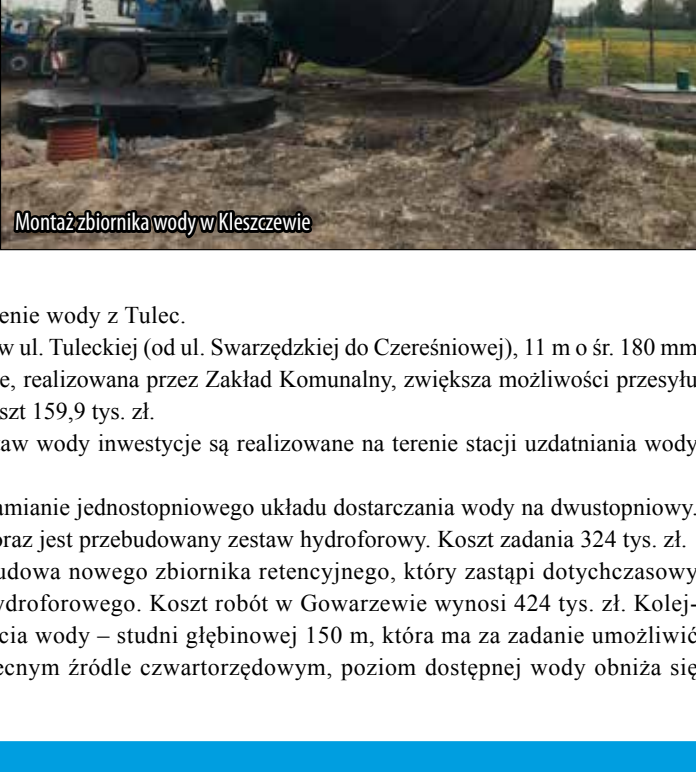 Montaż zbiornika wody w Kleszczewie
enie wody z Tulec.
w ul. Tuleckiej (od ul. Swarzędzkiej do Czereśniowej), 11 m o śr. 180 mm
e, realizowana przez Zakład Komunalny, zwiększa możliwości przesyłu
szt 159,9 tys. zł.
aw wody inwestycje są realizowane na terenie stacji uzdatniania wody
amianie jednostopniowego układu dostarczania wody na dwustopniowy.
oraz jest przebudowany zestaw hydroforowy. Koszt zadania 324 tys. zł.
udowa nowego zbiornika retencyjnego, który zastąpi dotychczasowy
ydroforowego. Koszt robót w Gowarzewie wynosi 424 tys. zł. Kolej-
cia wody – studni głębinowej 150 m, która ma za zadanie umożliwić
ecnym źródle czwartorzędowym, poziom dostępnej wody obniża się